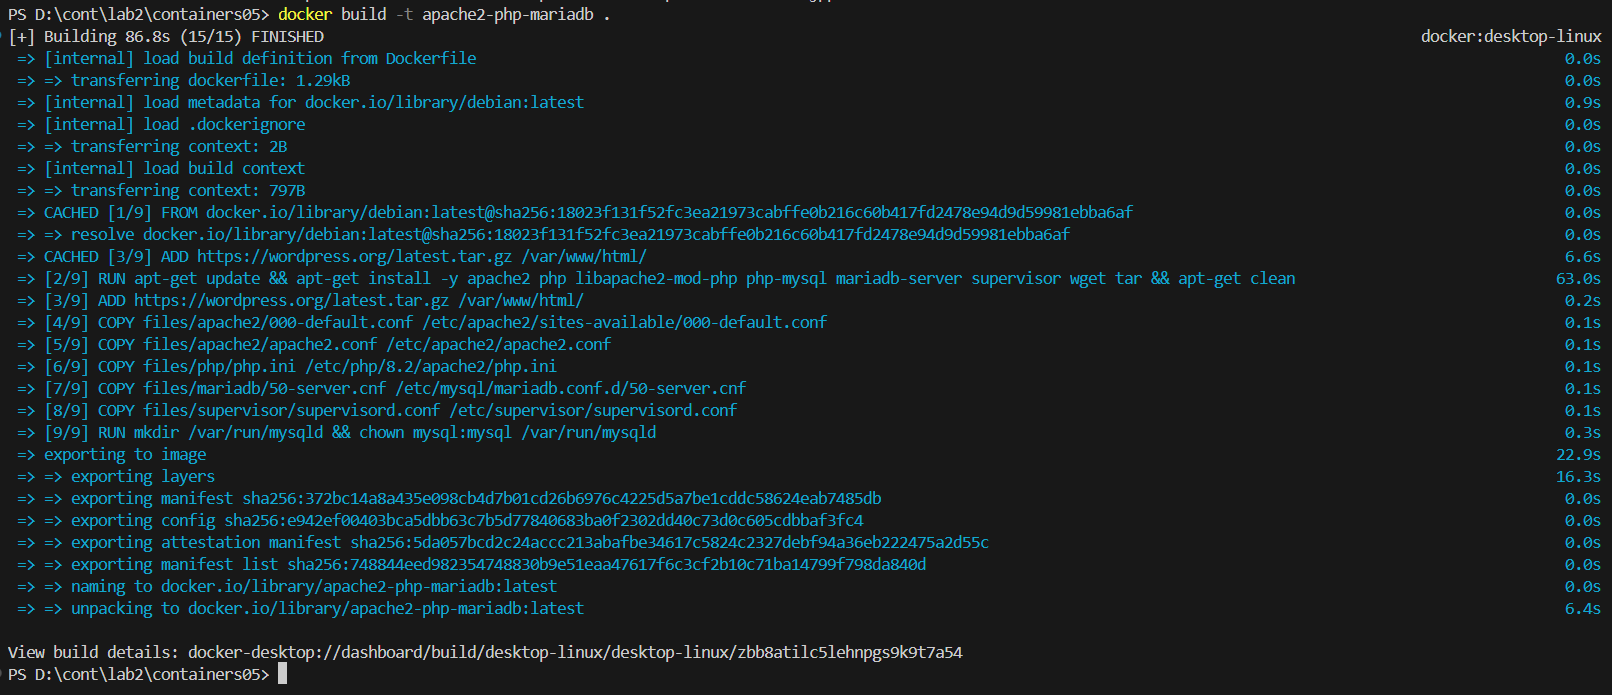 PS D:\cont\lab2\containers05> docker build -t apache2-php-mariadb .
[+] Building 86.8s (15/15) FINISHED docker:desktop-linux
=> [internal] load build definition from Dockerfile 0.0s
=> => transferring dockerfile: 1.29kB 0.0s
=> [internal] load metadata for docker.io/library/debian:latest 0.9s
=> [internal] load .dockerignore 0.0s
=> => transferring context: 2B 0.0s
=> [internal] load build context 0.0s
=> => transferring context: 797B 0.0s
=> CACHED [1/9] FROM docker.io/library/debian:latest@sha256:18023f131f52fc3ea21973cabffe0b216c60b417fd2478e94d9d59981ebba6af 0.0s
=> => resolve docker.io/library/debian:latest@sha256:18023f131f52fc3ea21973cabffe0b216c60b417fd2478e94d9d59981ebba6af 0.0s
=> CACHED [3/9] ADD https://wordpress.org/latest.tar.gz /var/www/html/ 6.6s
=> [2/9] RUN apt-get update && apt-get install -y apache2 php libapache2-mod-php php-mysql mariadb-server supervisor wget tar && apt-get clean 63.0s
=> [3/9] ADD https://wordpress.org/latest.tar.gz /var/www/html/ 0.2s
=> [4/9] COPY files/apache2/000-default.conf /etc/apache2/sites-available/000-default.conf 0.1s
=> [5/9] COPY files/apache2/apache2.conf /etc/apache2/apache2.conf 0.1s
=> [6/9] COPY files/php/php.ini /etc/php/8.2/apache2/php.ini 0.1s
=> [7/9] COPY files/mariadb/50-server.cnf /etc/mysql/mariadb.conf.d/50-server.cnf 0.1s
=> [8/9] COPY files/supervisor/supervisord.conf /etc/supervisor/supervisord.conf 0.1s
=> [9/9] RUN mkdir /var/run/mysqld && chown mysql:mysql /var/run/mysqld 0.3s
=> exporting to image 22.9s
=> => exporting layers 16.3s
=> => exporting manifest sha256:372bc14a8a435e098cb4d7b01cd26b6976c4225d5a7be1cddc58624eab7485db 0.0s
=> => exporting config sha256:e942ef00403bca5dbb63c7b5d77840683ba0f2302dd40c73d0c605cdbbaf3fc4 0.0s
=> => exporting attestation manifest sha256:5da057bcd2c24accc213abafbe34617c5824c2327debf94a36eb222475a2d55c 0.0s
=> => exporting manifest list sha256:748844eed982354748830b9e51eaa47617f6c3cf2b10c71ba14799f798da840d 0.0s
=> => naming to docker.io/library/apache2-php-mariadb:latest 0.0s
=> => unpacking to docker.io/library/apache2-php-mariadb:latest 6.4s
View build details: docker-desktop://dashboard/build/desktop-linux/desktop-linux/zbb8atilc5lehnpgs9k9t7a54
PS D:\cont\lab2\containers05>